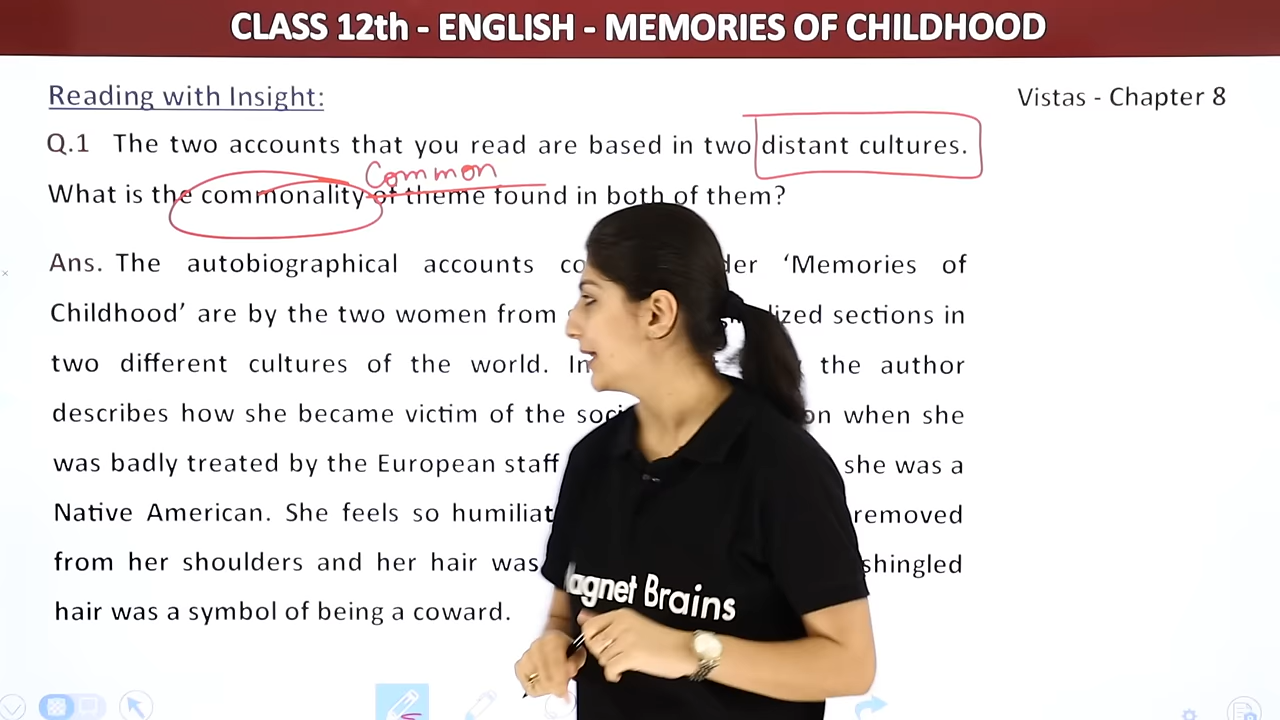 CLASS 12th - ENGLISH - MEMORIES OF CHILDHOOD
Reading with Insight:
Vistas - Chapter 8
Q.1 The two accounts that you read are based in two distant cultures.
Common
What is the commonality of theme found in both of them?
Ans. The autobiographical accounts ‘Memories of
Childhood’ are by the two women from sections in
two different cultures of the world. the author
describes how she became victim of the when she
was badly treated by the European staff she was a
Native American. She feels so removed
from her shoulders and her hair was shingled
hair was a symbol of being a coward.
Magnet Brains